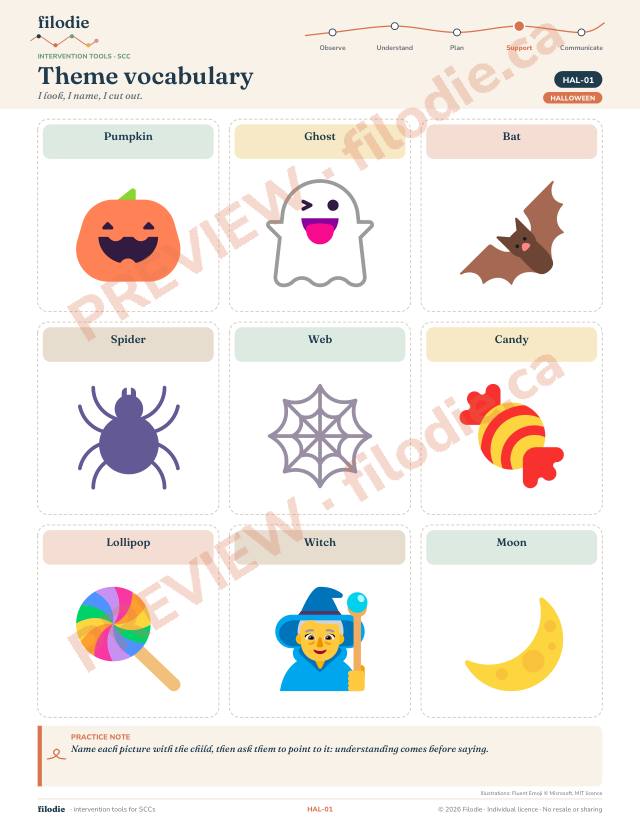 filodie
Observe Understand Plan Support Communicate
INTERVENTION TOOLS · SCC
Theme vocabulary
HAL-01
I look, I name, I cut out.
HALLOWEEN
PREVIEW · filodie.ca
Pumpkin Ghost Bat
Spider Web Candy
PREVIEW · filodie.ca
Lollipop Witch Moon
PRACTICE NOTE
Name each picture with the child, then ask them to point to it: understanding comes before saying.
Illustrations: Fluent Emoji © Microsoft, MIT licence
filodie · intervention tools for SCCs HAL-01 © 2026 Filodie · Individual licence · No resale or sharing